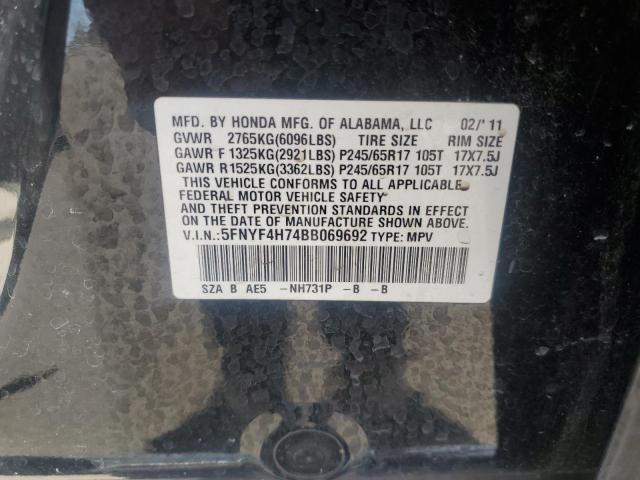 MFD. BY HONDA MFG. OF ALABAMA, LLC 02/'11
GVWR 2765KG(6096LBS) TIRE SIZE RIM SIZE
GAWR F 1325KG(2921LBS) P245/65R17 105T 17X7.5J
GAWR R 1525KG(3362LBS) P245/65R17 105T 17X7.5J
THIS VEHICLE CONFORMS TO ALL APPLICABLE
FEDERAL MOTOR VEHICLE SAFETY
AND THEFT PREVENTION STANDARDS IN EFFECT
ON THE DATE OF MANUFACTURE SHOWN ABOVE.
V.I.N.:5FNYF4H74BB069692 TYPE: MPV
SZA B AE5 -NH731P -B -B